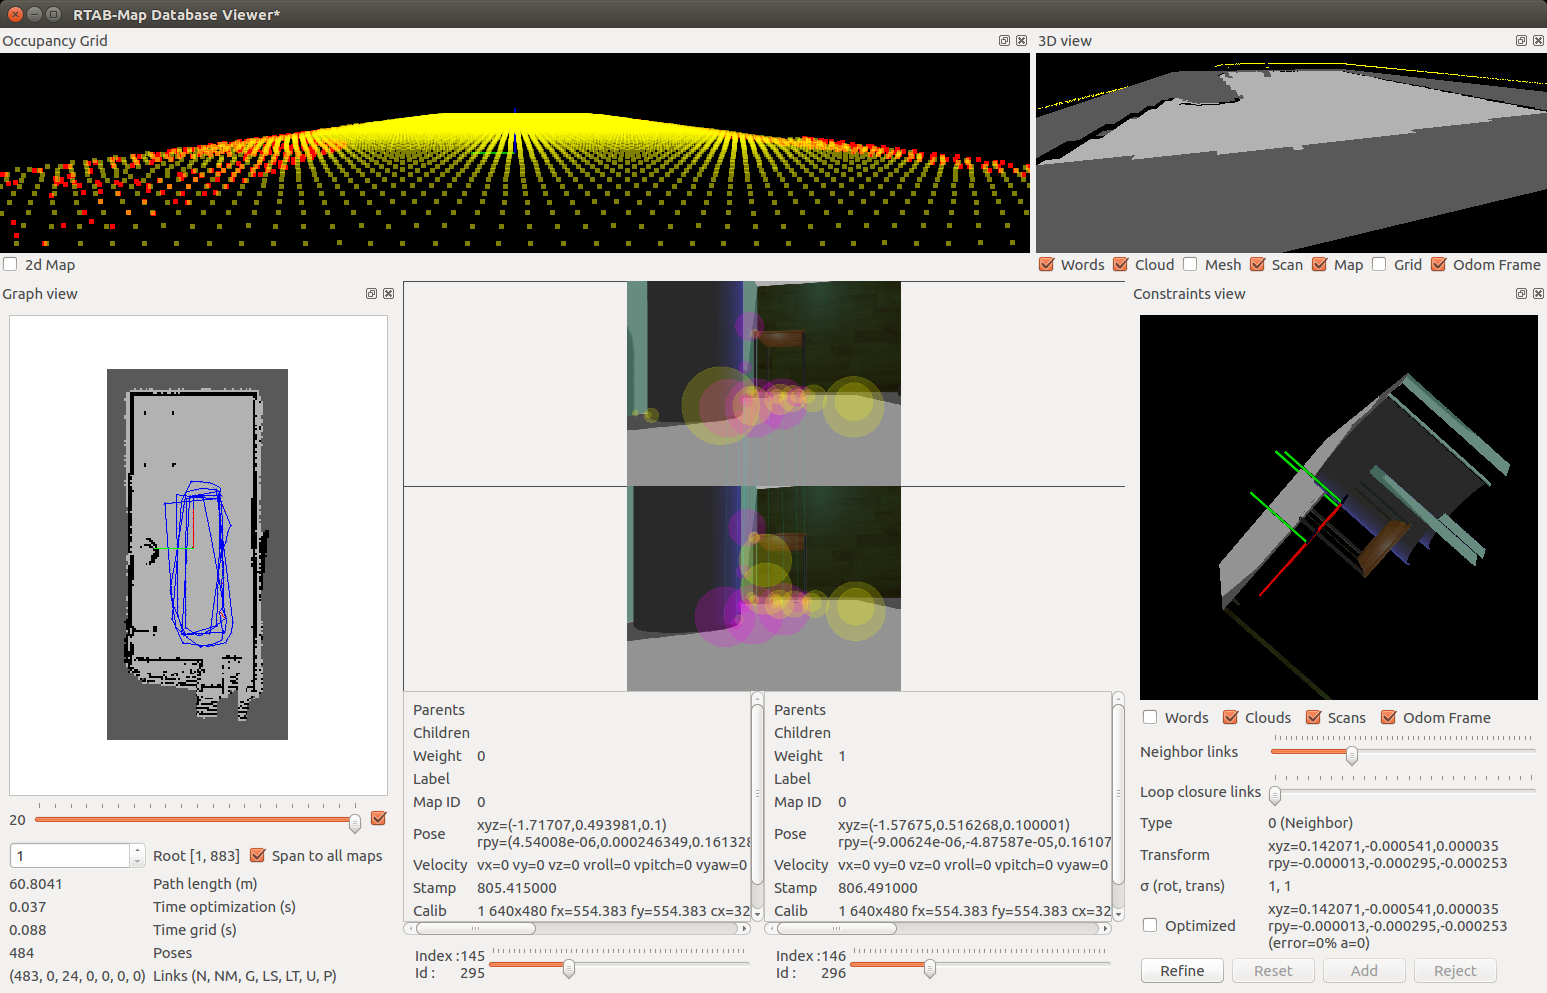 RTAB-Map Database Viewer*
Occupancy Grid
3D view
2d Map
Words Cloud Mesh Scan Map Grid Odom Frame
Graph view
Constraints view
20
1 Root [1, 883] Span to all maps
60.8041 Path length (m)
0.037 Time optimization (s)
0.088 Time grid (s)
484 Poses
(483, 0, 24, 0, 0, 0, 0) Links (N, NM, G, LS, LT, U, P)
Parents
Children
Weight 0
Label
Map ID 0
Pose xyz=(-1.71707,0.493981,0.1)
rpy=(4.54008e-06,0.000246349,0.161328
Velocity vx=0 vy=0 vz=0 vroll=0 vpitch=0 vyaw=0
Stamp 805.415000
Calib 1 640x480 fx=554.383 fy=554.383 cx=32
Index :145
Id : 295
Parents
Children
Weight 1
Label
Map ID 0
Pose xyz=(-1.57675,0.516268,0.100001)
rpy=(-9.00624e-06,-4.87587e-05,0.16107
Velocity vx=0 vy=0 vz=0 vroll=0 vpitch=0 vyaw=0
Stamp 806.491000
Calib 1 640x480 fx=554.383 fy=554.383 cx=32
Index :146
Id : 296
Words Clouds Scans Odom Frame
Neighbor links
Loop closure links
Type 0 (Neighbor)
Transform xyz=0.142071,-0.000541,0.000035
rpy=-0.000013,-0.000295,-0.000253
σ (rot, trans) 1, 1
Optimized xyz=0.142071,-0.000541,0.000035
rpy=-0.000013,-0.000295,-0.000253
(error=0% a=0)
Refine Reset Add Reject